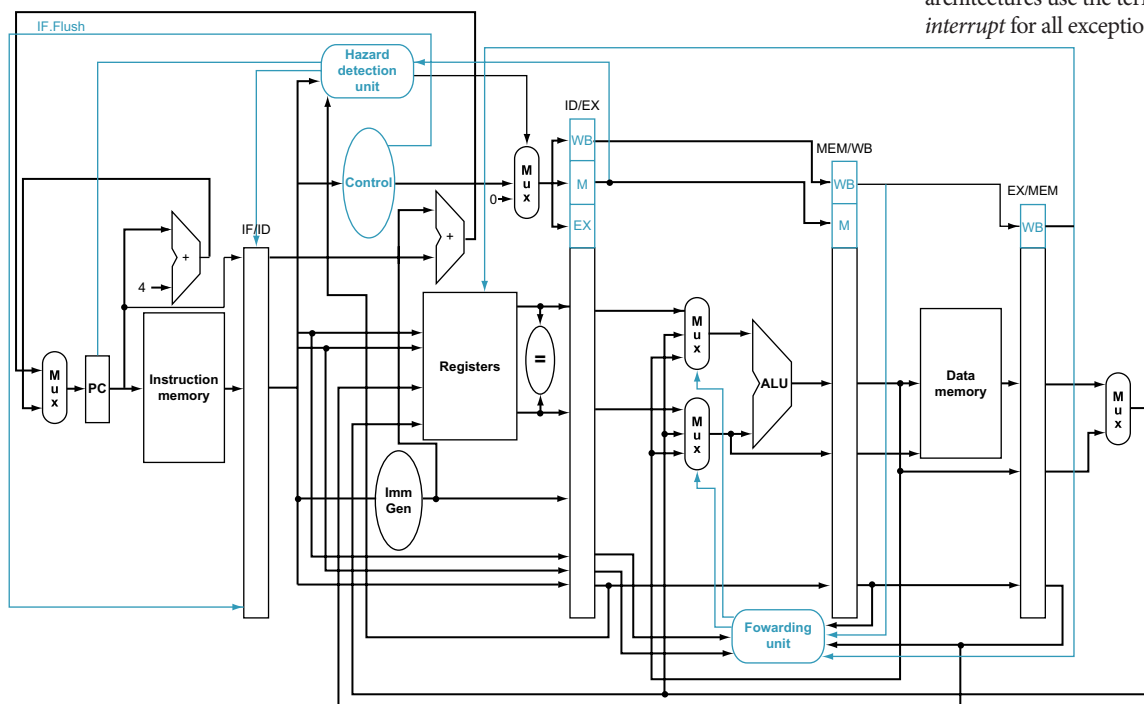 architectures use the ter
interrupt for all exceptio
IF.Flush
Hazard
detection
unit
ID/EX
WB
M
EX
MEM/WB
WB
M
EX/MEM
WB
Control
M
u
x
0
IF/ID
+
+
4
M
u
x
PC
Instruction
memory
Registers
=
M
u
x
M
u
x
ALU
Data
memory
M
u
x
Imm
Gen
Fowarding
unit